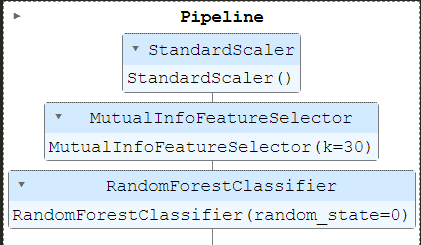 Pipeline
StandardScaler
StandardScaler()
MutualInfoFeatureSelector
MutualInfoFeatureSelector(k=30)
RandomForestClassifier
RandomForestClassifier(random_state=0)